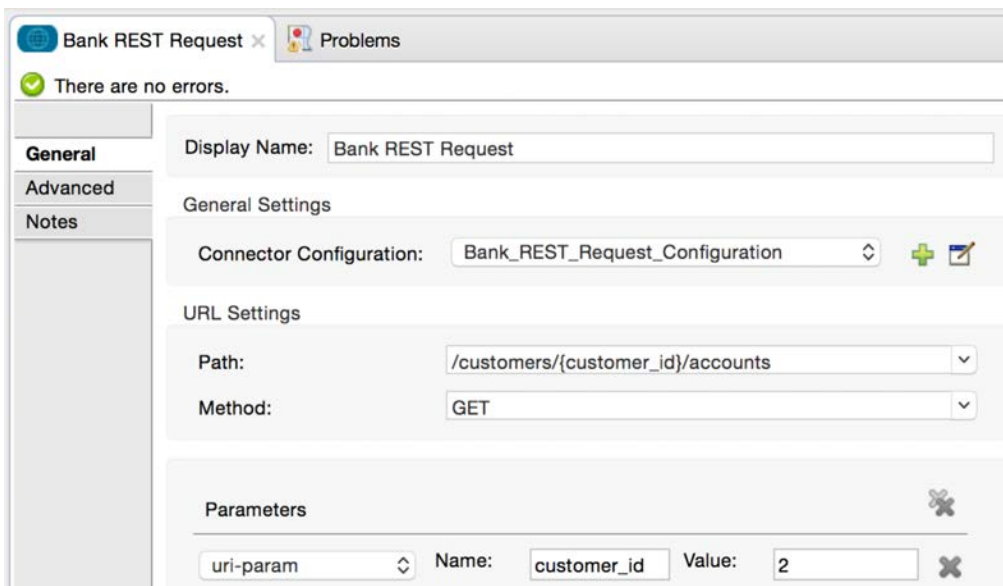 Bank REST Request Problems
There are no errors.
General
Advanced
Notes
Display Name: Bank REST Request
General Settings
Connector Configuration: Bank_REST_Request_Configuration
URL Settings
Path: /customers/{customer_id}/accounts
Method: GET
Parameters
uri-param Name: customer_id Value: 2